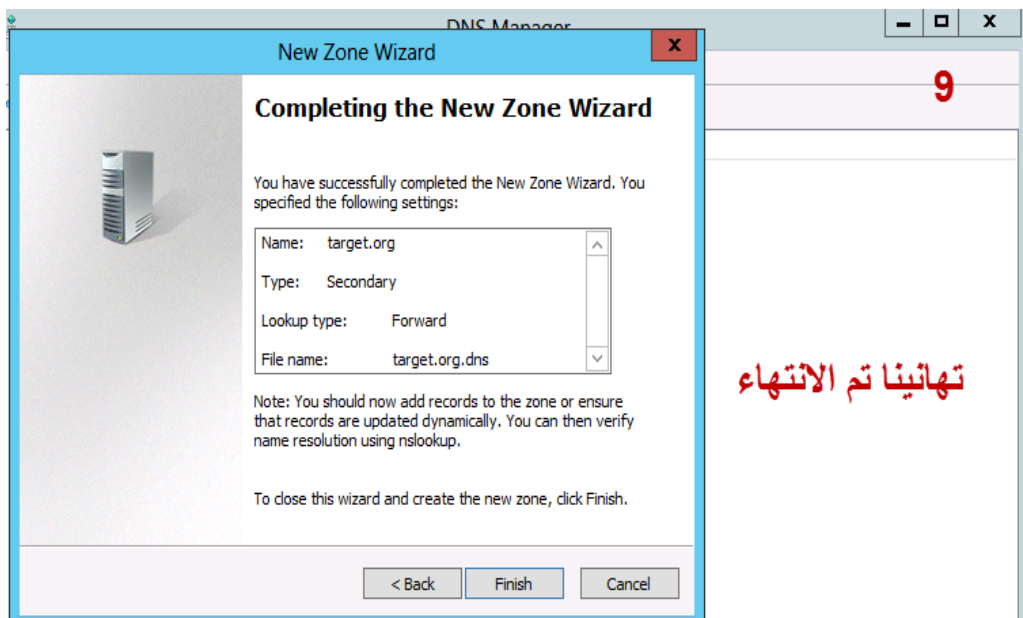 DNS Manager
New Zone Wizard
x
X
9
Completing the New Zone Wizard
You have successfully completed the New Zone Wizard. You
specified the following settings:
Name: target.org
Type: Secondary
Lookup type: Forward
File name: target.org.dns
تهانينا تم الانتهاء
Note: You should now add records to the zone or ensure
that records are updated dynamically. You can then verify
name resolution using nslookup.
To close this wizard and create the new zone, click Finish.
< Back Finish Cancel